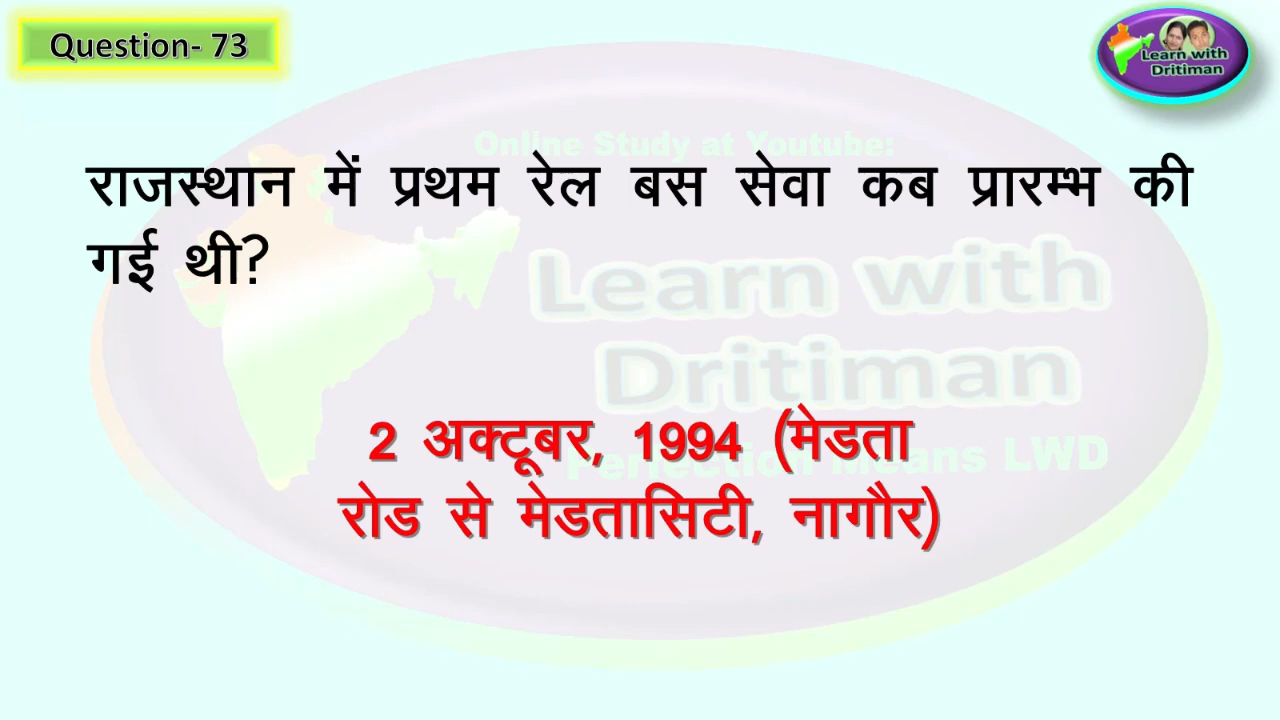 Question- 73
Learn with
Dritiman
Online Study at Youtube:
राजस्थान में प्रथम रेल बस सेवा कब प्रारम्भ की
गई थी?
Learn with
Dritiman
2 अक्टूबर, 1994 (मेडता
Perfection Means LWD
रोड से मेडतासिटी, नागौर)